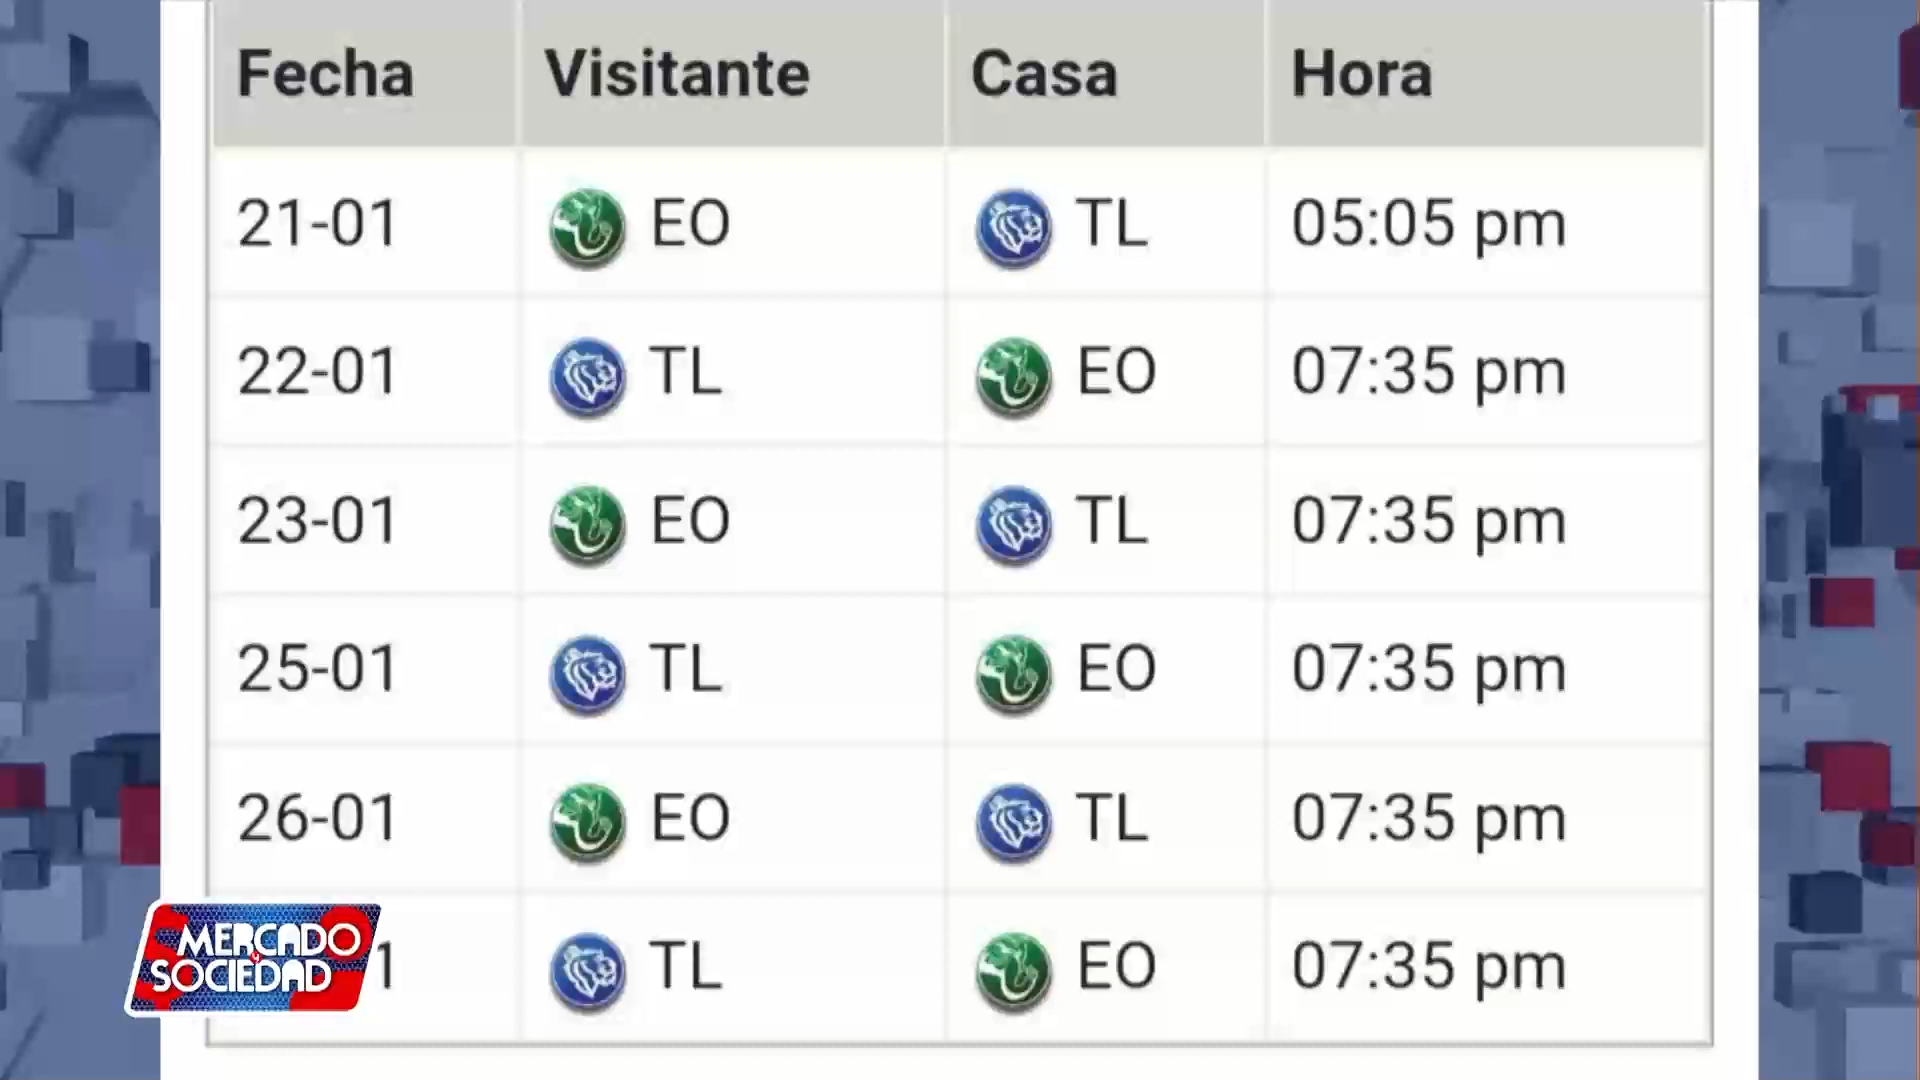 Fecha Visitante Casa Hora
21-01 EO TL 05:05 pm
22-01 TL EO 07:35 pm
23-01 EO TL 07:35 pm
25-01 TL EO 07:35 pm
26-01 EO TL 07:35 pm
1 TL EO 07:35 pm
MERCADO
Y
SOCIEDAD